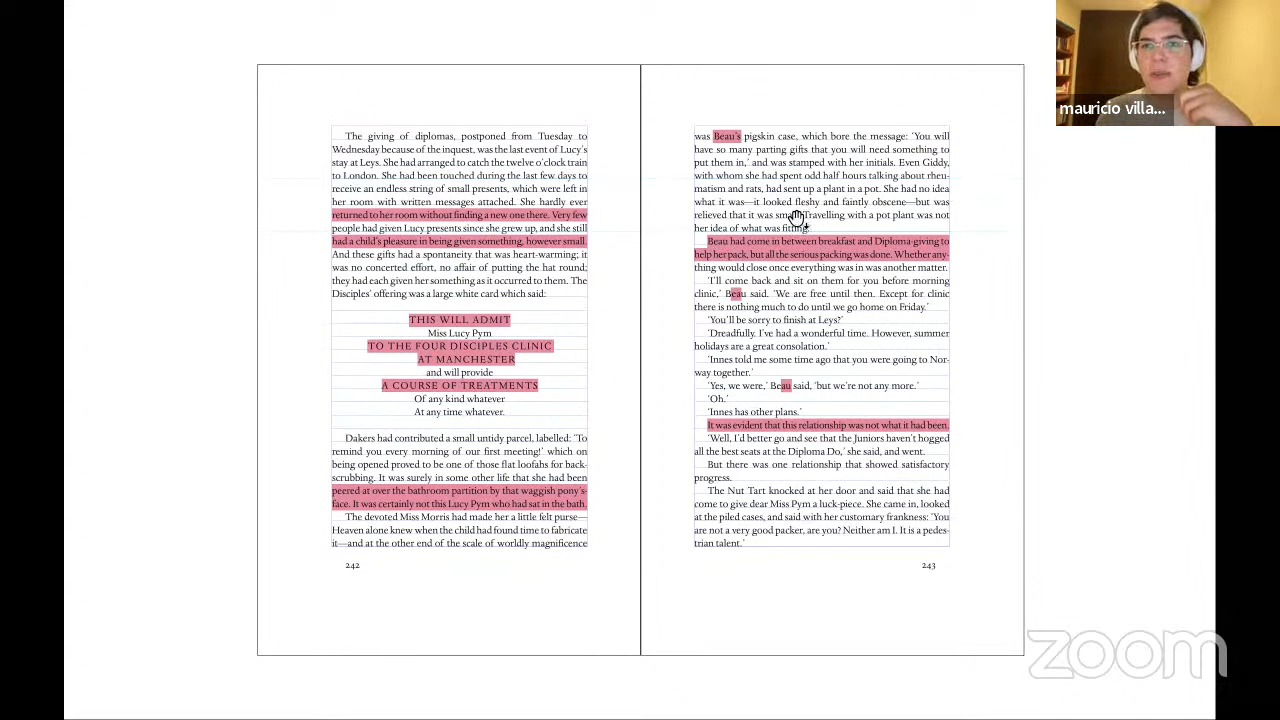 The giving of diplomas, postponed from Tuesday to
Wednesday because of the inquest, was the last event of Lucy's
stay at Leys. She had arranged to catch the twelve o'clock train
to London. She had been touched during the last few days to
receive an endless string of small presents, which were left in
her room with written messages attached. She hardly ever
returned to her room without finding a new one there. Very few
people had given Lucy presents since she grew up, and she still
had a child's pleasure in being given something, however small.
And these gifts had a spontaneity that was heart-warming; it
was no concerted effort, no affair of putting the hat round;
they had each given her something as it occurred to them. The
Disciples' offering was a large white card which said:
THIS WILL ADMIT
Miss Lucy Pym
TO THE FOUR DISCIPLES CLINIC
AT MANCHESTER
and will provide
A COURSE OF TREATMENTS
Of any kind whatever
At any time whatever.
Dakers had contributed a small untidy parcel, labelled: 'To
remind you every morning of our first meeting!' which on
being opened proved to be one of those flat loofahs for back-
scrubbing. It was surely in some other life that she had been
peered at over the bathroom partition by that waggish pony's-
face. It was certainly not this Lucy Pym who had sat in the bath.
The devoted Miss Morris had made her a little felt purse—
Heaven alone knew when the child had found time to fabricate
it—and at the other end of the scale of worldly magnificence
242
was Beau's pigskin case, which bore the message: 'You will
have so many parting gifts that you will need something to
put them in,' and was stamped with her initials. Even Giddy,
with whom she had spent odd half hours talking about rheu-
matism and rats, had sent up a plant in a pot. She had no idea
what it was—it looked fleshy and faintly obscene—but was
relieved that it was small. Travelling with a pot plant was not
her idea of what was fitting.
Beau had come in between breakfast and Diploma-giving to
help her pack, but all the serious packing was done. Whether any-
thing would close once everything was in was another matter.
'I'll come back and sit on them for you before morning
clinic,' Beau said. 'We are free until then. Except for clinic
there is nothing much to do until we go home on Friday.'
'You'll be sorry to finish at Leys?'
'Dreadfully. I've had a wonderful time. However, summer
holidays are a great consolation.'
'Innes told me some time ago that you were going to Nor-
way together.'
'Yes, we were,' Beau said, 'but we're not any more.'
'Oh.'
'Innes has other plans.'
It was evident that this relationship was not what it had been.
'Well, I'd better go and see that the Juniors haven't hogged
all the best seats at the Diploma Do,' she said, and went.
But there was one relationship that showed satisfactory
progress.
The Nut Tart knocked at her door and said that she had
come to give dear Miss Pym a luck-piece. She came in, looked
at the piled cases, and said with her customary frankness: 'You
are not a very good packer, are you? Neither am I. It is a pedes-
trian talent.'
243
mauricio villa...
zoom